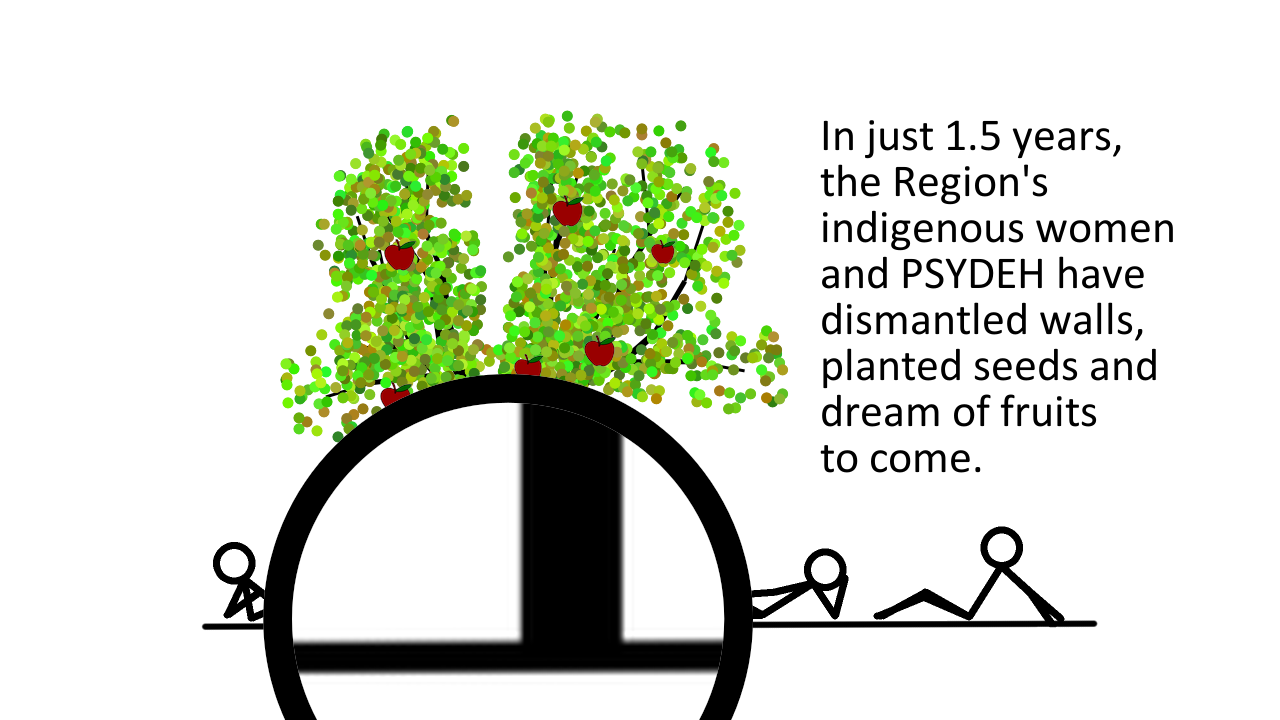 In just 1.5 years,
the Region's
indigenous women
and PSYDEH have
dismantled walls,
planted seeds and
dream of fruits
to come.